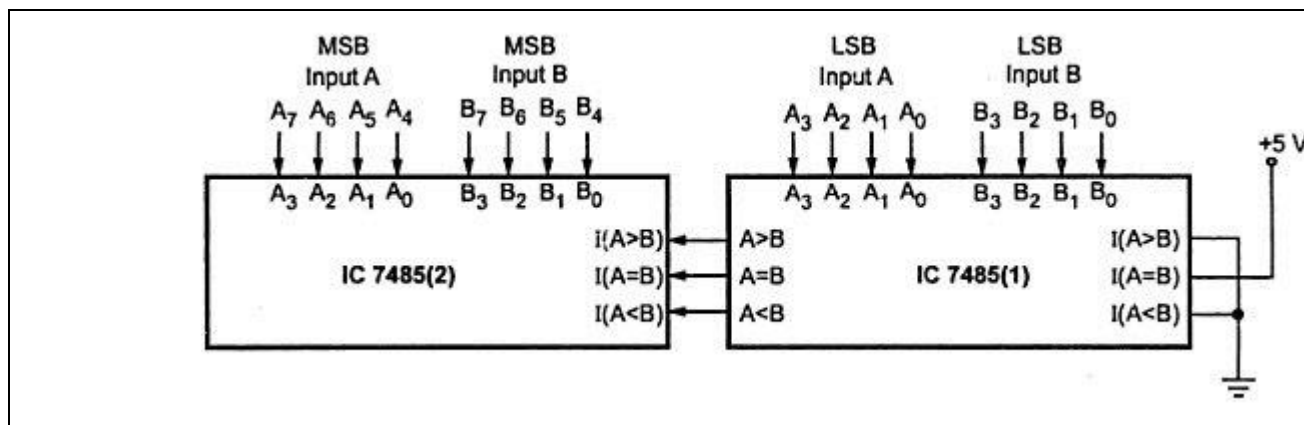 MSB MSB LSB LSB
Input A Input B Input A Input B
A7 A6 A5 A4 B7 B6 B5 B4 A3 A2 A1 A0 B3 B2 B1 B0
+5 V
A3 A2 A1 A0 B3 B2 B1 B0 A3 A2 A1 A0 B3 B2 B1 B0
I(A>B) A>B I(A>B)
IC 7485(2) I(A=B) A=B IC 7485(1) I(A=B)
I(A<B) A<B I(A<B)